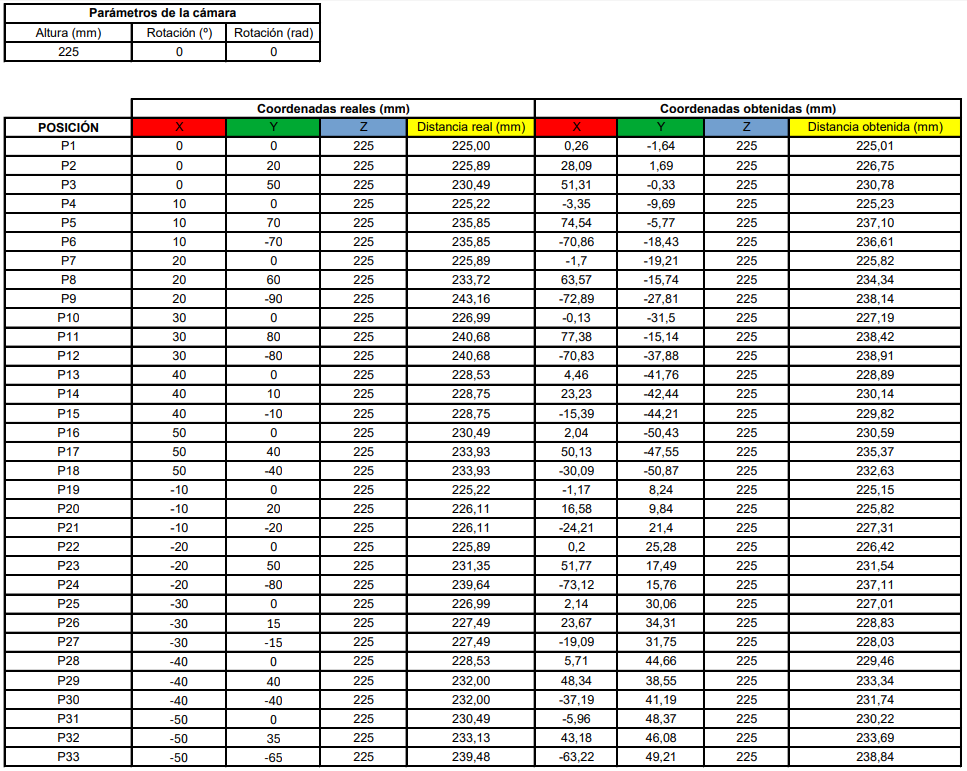 Parámetros de la cámara
Altura (mm) Rotación (º) Rotación (rad)
225 0 0
Coordenadas reales (mm) Coordenadas obtenidas (mm)
POSICIÓN X Y Z Distancia real (mm) X Y Z Distancia obtenida (mm)
P1 0 0 225 225,00 0,26 -1,64 225 225,01
P2 0 20 225 225,89 28,09 1,69 225 226,75
P3 0 50 225 230,49 51,31 -0,33 225 230,78
P4 10 0 225 225,22 -3,35 -9,69 225 225,23
P5 10 70 225 235,85 74,54 -5,77 225 237,10
P6 10 -70 225 235,85 -70,86 -18,43 225 236,61
P7 20 0 225 225,89 -1,7 -19,21 225 225,82
P8 20 60 225 233,72 63,57 -15,74 225 234,34
P9 20 -90 225 243,16 -72,89 -27,81 225 238,14
P10 30 0 225 226,99 -0,13 -31,5 225 227,19
P11 30 80 225 240,68 77,38 -15,14 225 238,42
P12 30 -80 225 240,68 -70,83 -37,88 225 238,91
P13 40 0 225 228,53 4,46 -41,76 225 228,89
P14 40 10 225 228,75 23,23 -42,44 225 230,14
P15 40 -10 225 228,75 -15,39 -44,21 225 229,82
P16 50 0 225 230,49 2,04 -50,43 225 230,59
P17 50 40 225 233,93 50,13 -47,55 225 235,37
P18 50 -40 225 233,93 -30,09 -50,87 225 232,63
P19 -10 0 225 225,22 -1,17 8,24 225 225,15
P20 -10 20 225 226,11 16,58 9,84 225 225,82
P21 -10 -20 225 226,11 -24,21 21,4 225 227,31
P22 -20 0 225 225,89 0,2 25,28 225 226,42
P23 -20 50 225 231,35 51,77 17,49 225 231,54
P24 -20 -80 225 239,64 -73,12 15,76 225 237,11
P25 -30 0 225 226,99 2,14 30,06 225 227,01
P26 -30 15 225 227,49 23,67 34,31 225 228,83
P27 -30 -15 225 227,49 -19,09 31,75 225 228,03
P28 -40 0 225 228,53 5,71 44,66 225 229,46
P29 -40 40 225 232,00 48,34 38,55 225 233,34
P30 -40 -40 225 232,00 -37,19 41,19 225 231,74
P31 -50 0 225 230,49 -5,96 48,37 225 230,22
P32 -50 35 225 233,13 43,18 46,08 225 233,69
P33 -50 -65 225 239,48 -63,22 49,21 225 238,84